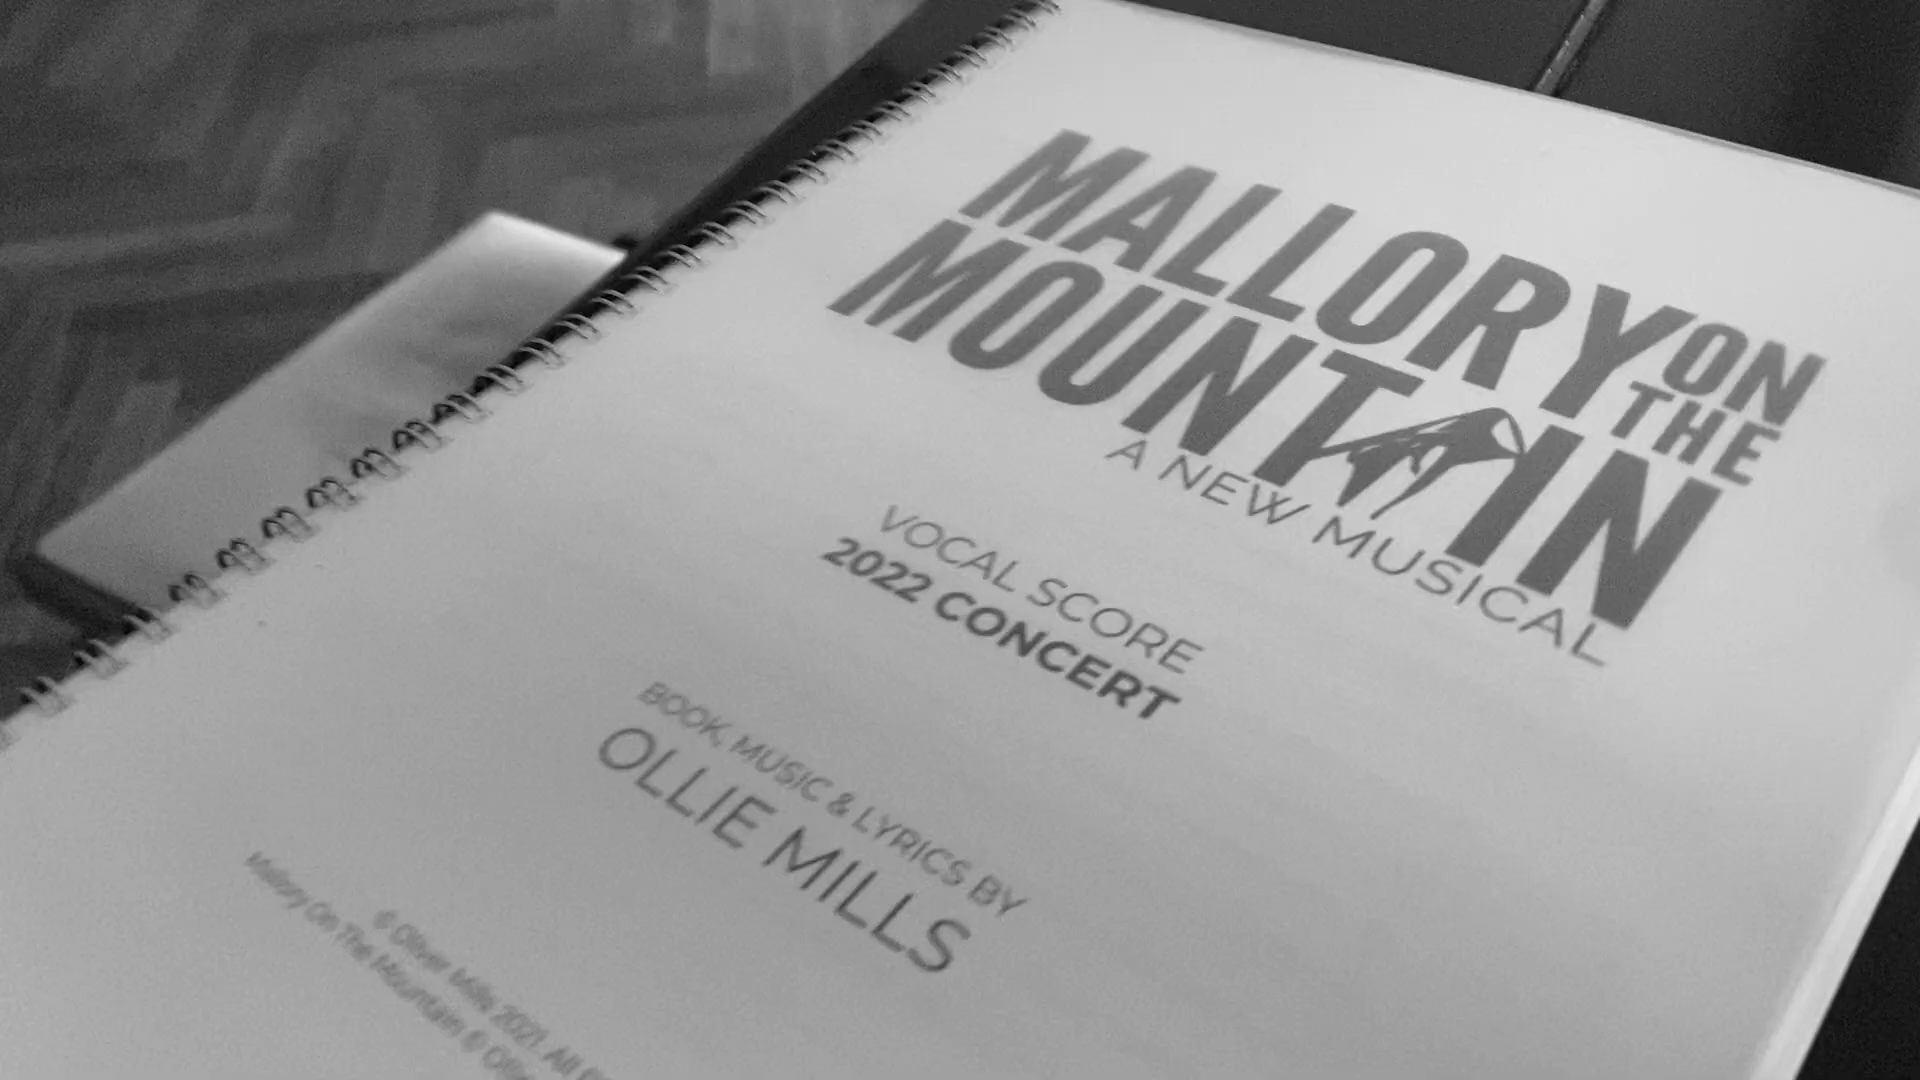 MALLORY ON
THE
MOUNTAIN
A NEW MUSICAL
VOCAL SCORE
2022 CONCERT
BOOK, MUSIC & LYRICS BY
OLLIE MILLS
© Oliver Mills 2021. All
Mallory On The Mountain ©